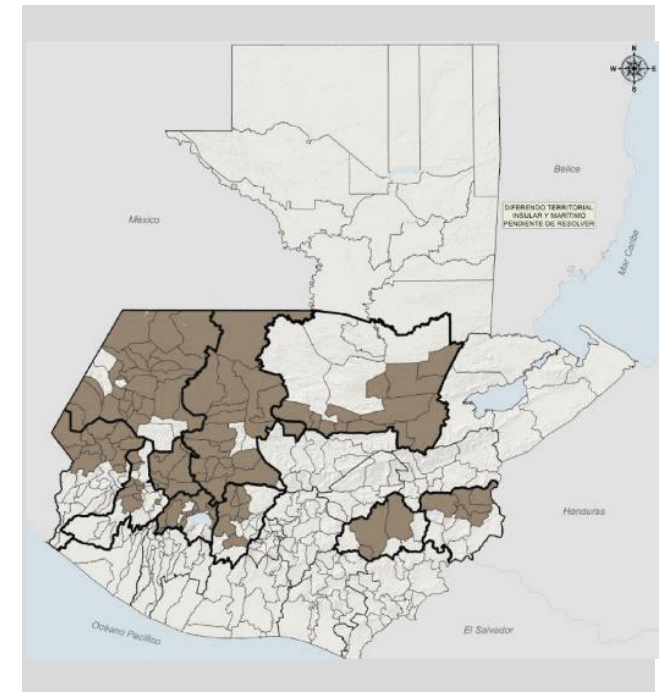 N
W E
S
Belice
DIFERENDO TERRITORIAL
INSULAR Y MARÍTIMO
PENDIENTE DE RESOLVER
México
Mar Caribe
Honduras
El Salvador
Océano Pacífico